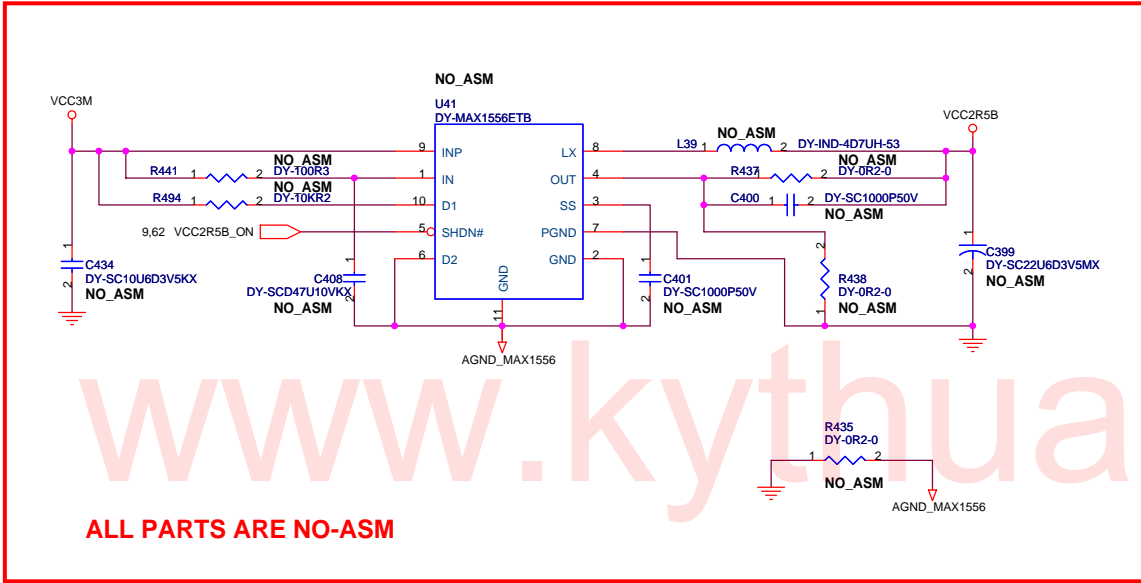 NO_ASM
U41
DY-MAX1556ETB
VCC3M
VCC2R5B
9 INP
1 IN
10 D1
5 SHDN#
6 D2
GND
11
LX 8
OUT 4
SS 3
PGND 7
GND 2
R441 1 2 DY-100R3
NO_ASM
R494 1 2 DY-10KR2
NO_ASM
9,62 VCC2R5B_ON
1
C434
DY-SC10U6D3V5KX
2
NO_ASM
1
C408
DY-SCD47U10VKX
2
NO_ASM
AGND_MAX1556
L39 1 2 DY-IND-4D7UH-53
NO_ASM
R437 1 2 DY-0R2-0
NO_ASM
C400 1 2 DY-SC1000P50V
NO_ASM
1
C401
DY-SC1000P50V
2
NO_ASM
2
R438
DY-0R2-0
1
NO_ASM
1
C399
DY-SC22U6D3V5MX
2
NO_ASM
www.kythua
R435
DY-0R2-0
1 2
NO_ASM
AGND_MAX1556
ALL PARTS ARE NO-ASM